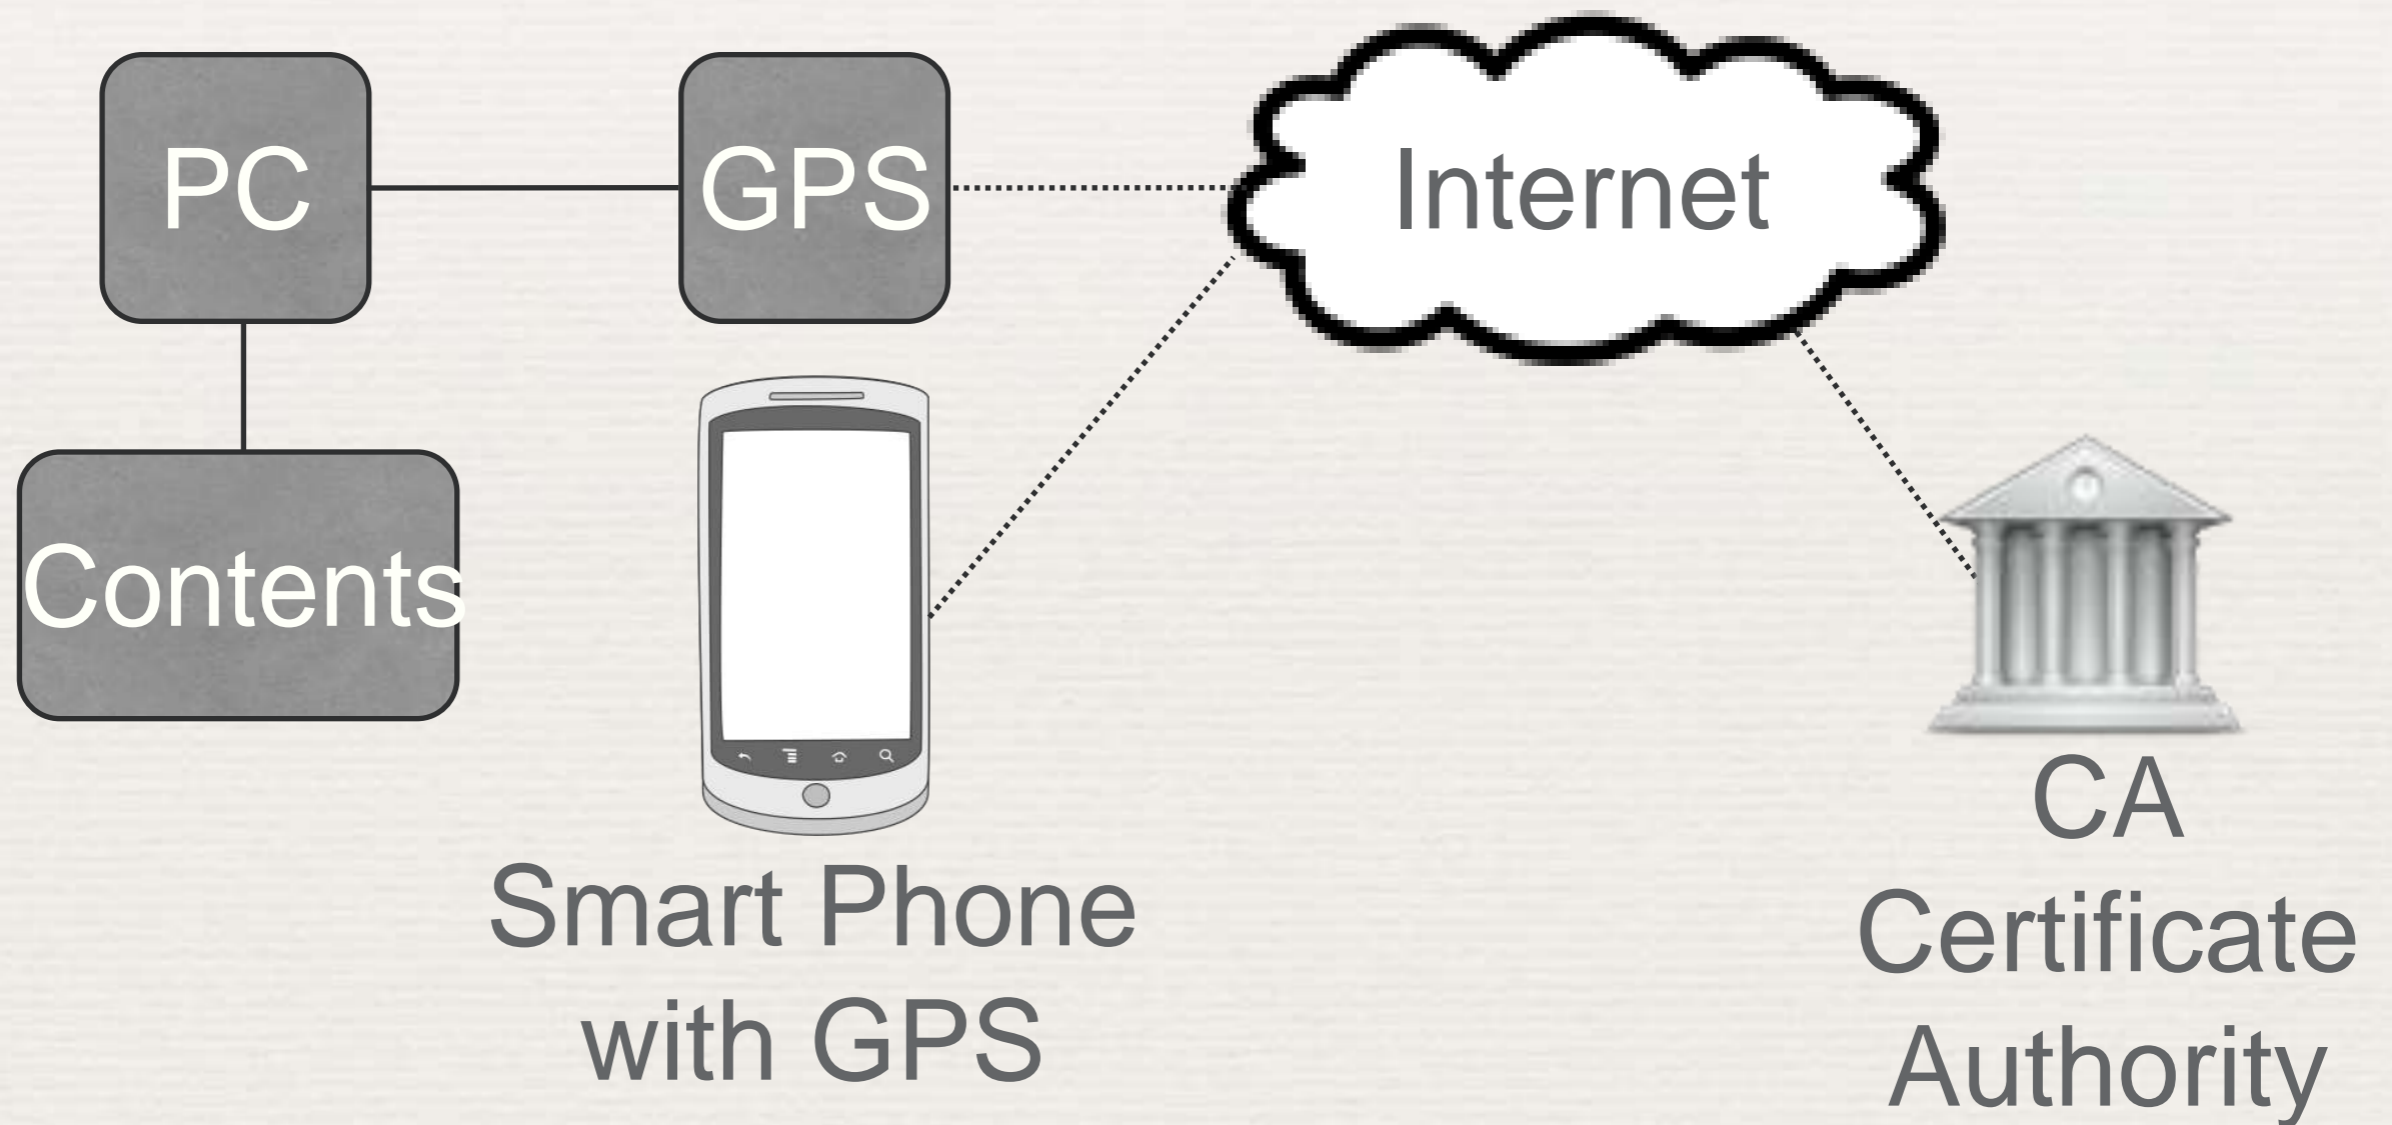 PC
GPS
Internet
Contents
Smart Phone
with GPS
CA
Certificate
Authority